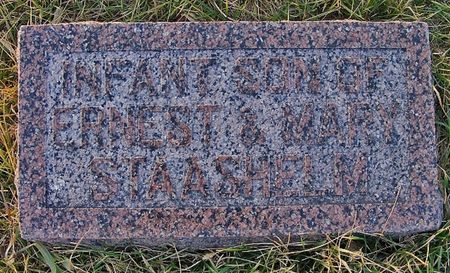 INFANT SON OF
ERNEST & MARY
STAASHELM